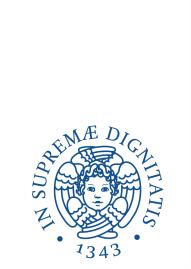 IN SUPREMÆ DIGNITATIS
1343